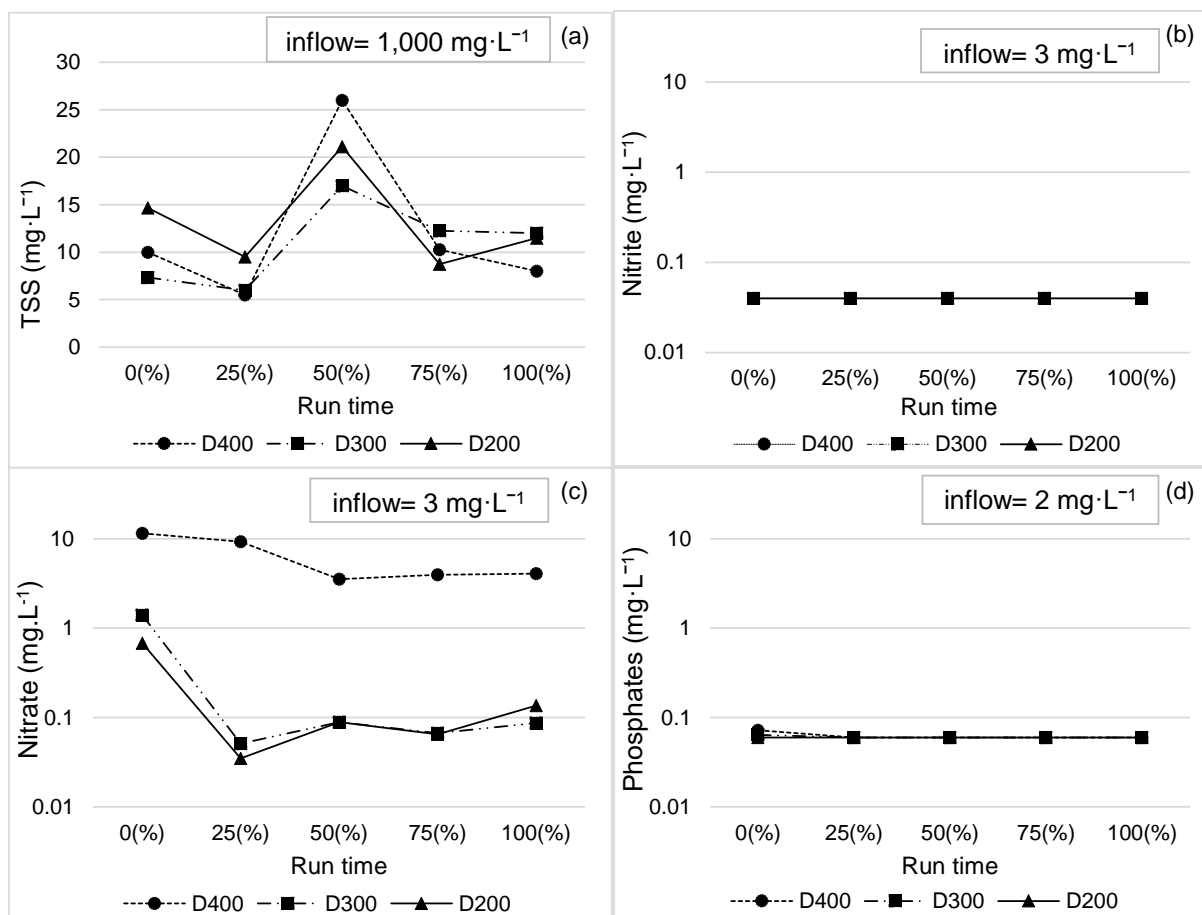 inflow= 1,000 mg·L⁻¹ (a)
30
25
20
15
10
5
0
TSS (mg·L⁻¹)
0(%) 25(%) 50(%) 75(%) 100(%)
Run time
D400 D300 D200
inflow= 3 mg·L⁻¹ (b)
10
1
0.1
0.01
Nitrite (mg·L⁻¹)
0(%) 25(%) 50(%) 75(%) 100(%)
Run time
D400 D300 D200
inflow= 3 mg·L⁻¹ (c)
10
1
0.1
0.01
Nitrate (mg.L⁻¹)
0(%) 25(%) 50(%) 75(%) 100(%)
Run time
D400 D300 D200
inflow= 2 mg·L⁻¹ (d)
10
1
0.1
0.01
Phosphates (mg·L⁻¹)
0(%) 25(%) 50(%) 75(%) 100(%)
Run time
D400 D300 D200